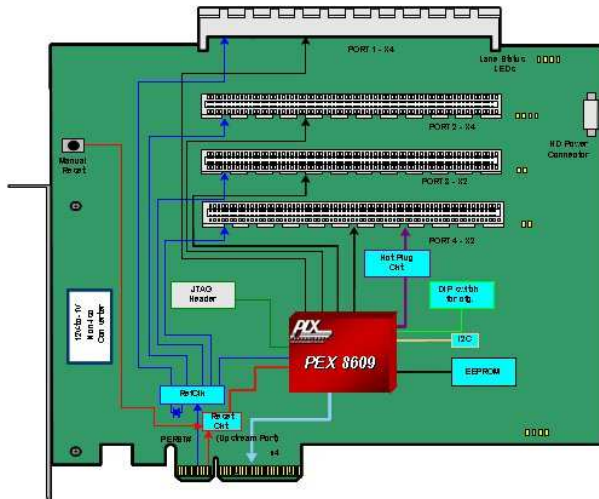 PORT 1 - X4
Lane Status
LEDs
PORT 2 - X4
HD Power
Connector
Manual
Reset
PORT 3 - X2
PORT 4 - X2
Hot Plug
Cnt
JTAG
Header
DIP switch
for cfg.
12V-to-1V
Non-Iso
Converter
PLX
PEX 8609
I2C
EEPROM
RefClk
Reset
Cnt
PERST#
(Upstream Port)
x4